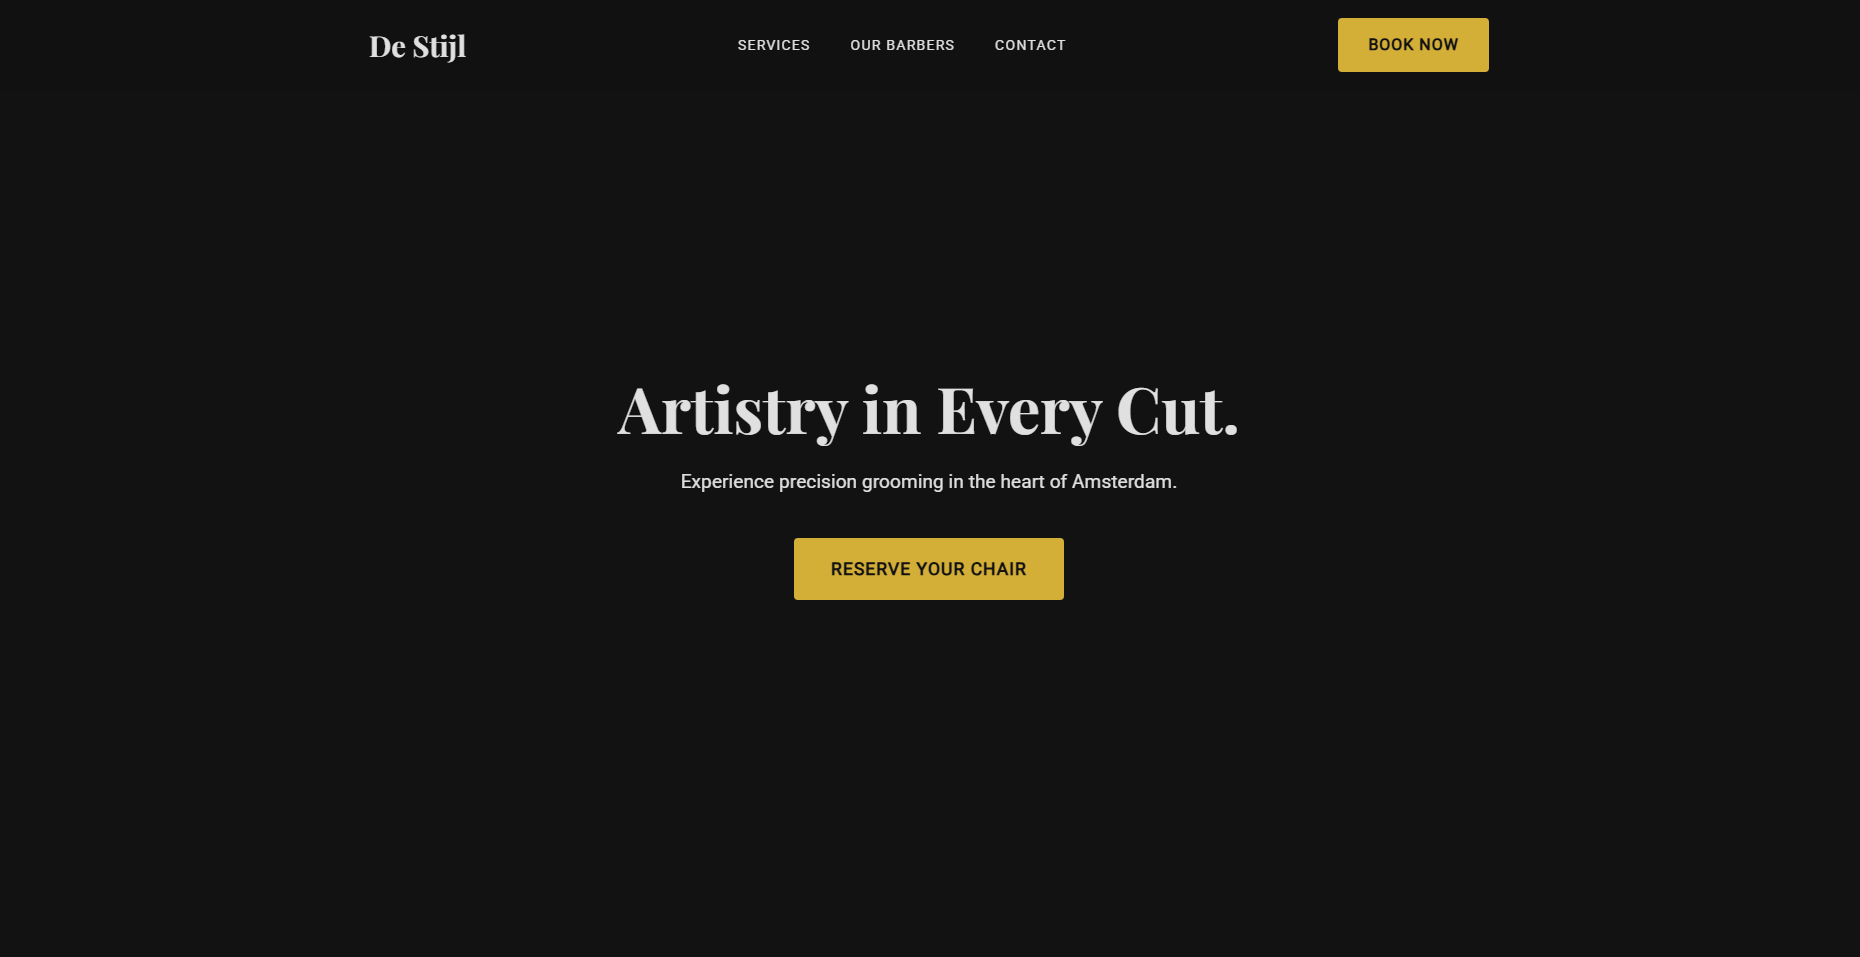 De Stijl
SERVICES
OUR BARBERS
CONTACT
BOOK NOW
Artistry in Every Cut.
Experience precision grooming in the heart of Amsterdam.
RESERVE YOUR CHAIR